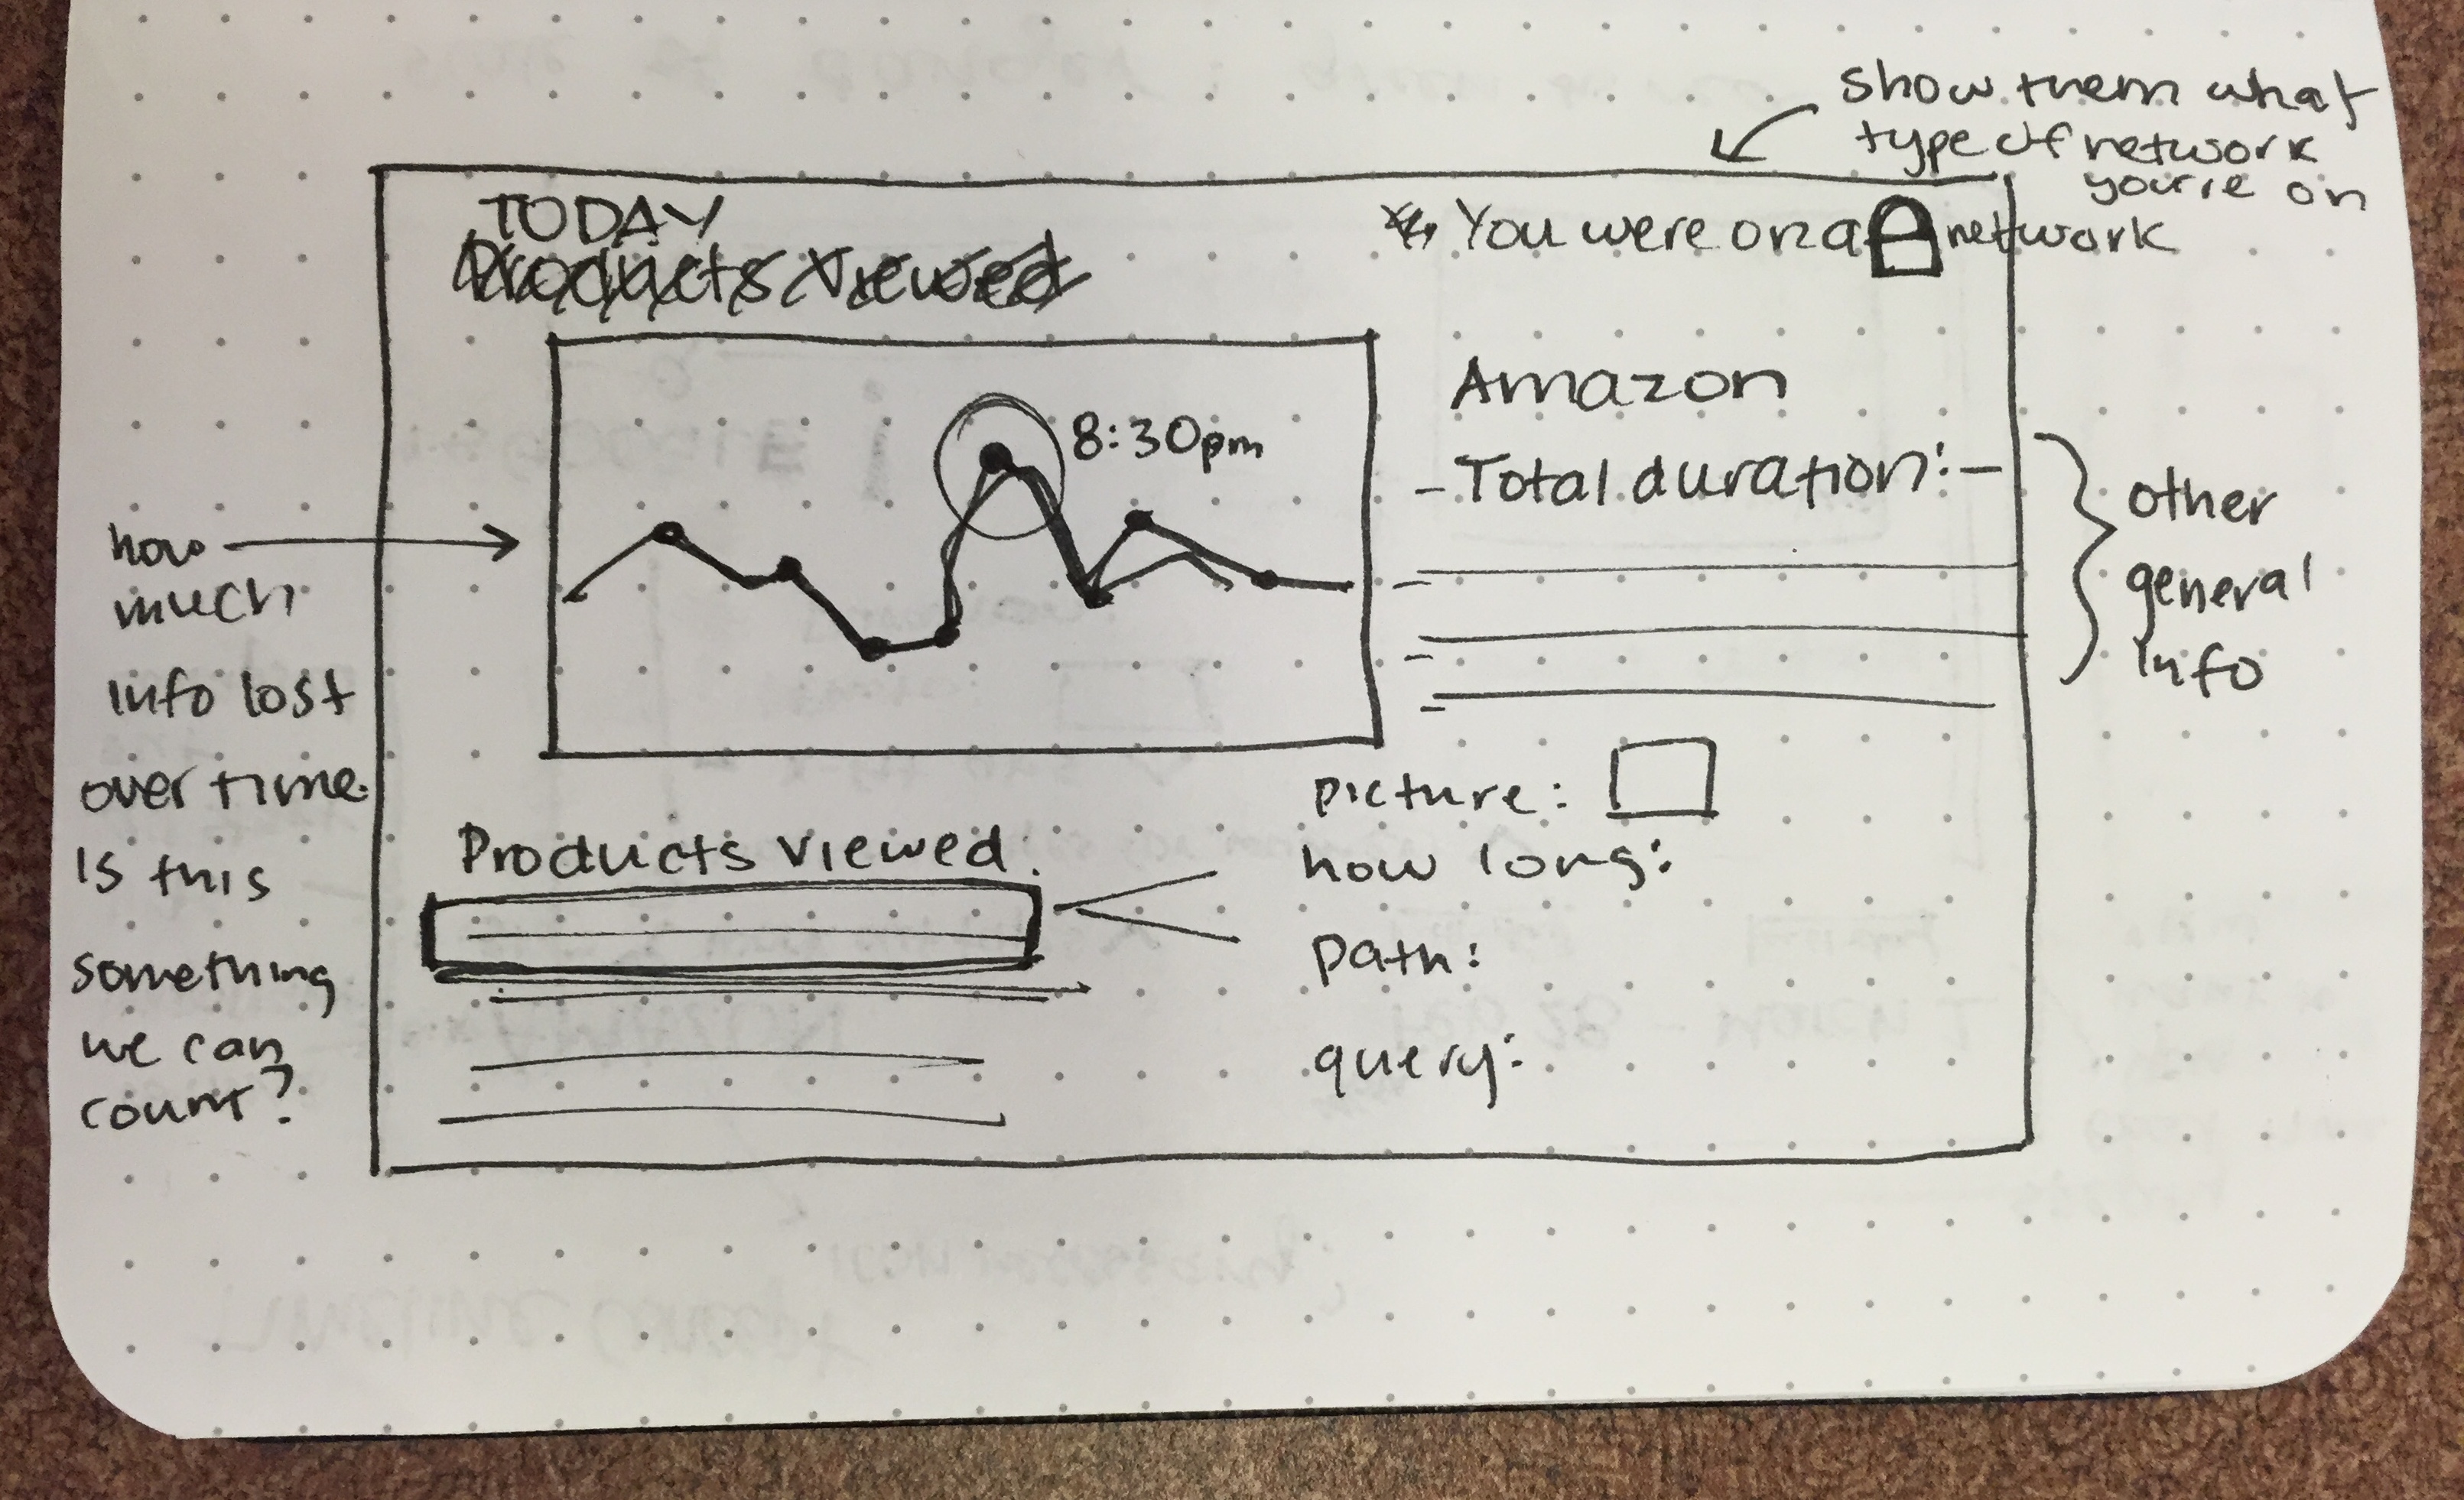 show them what
type of network
you're on
TODAY
Products Viewed
You were on a network
8:30pm
Amazon
- Total duration: -
other
general
info
how
much
info lost
over time.
is this
something
we can
count?
Products viewed.
picture:
how long:
path:
query: